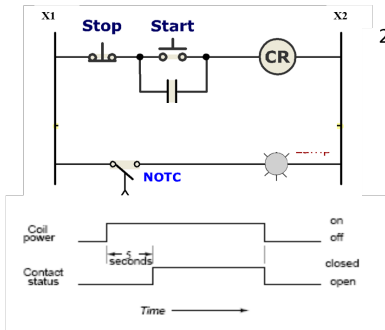 X1 X2
Stop Start 2
CR
NOTC
Coil power on off
5 seconds
Contact status closed open
Time